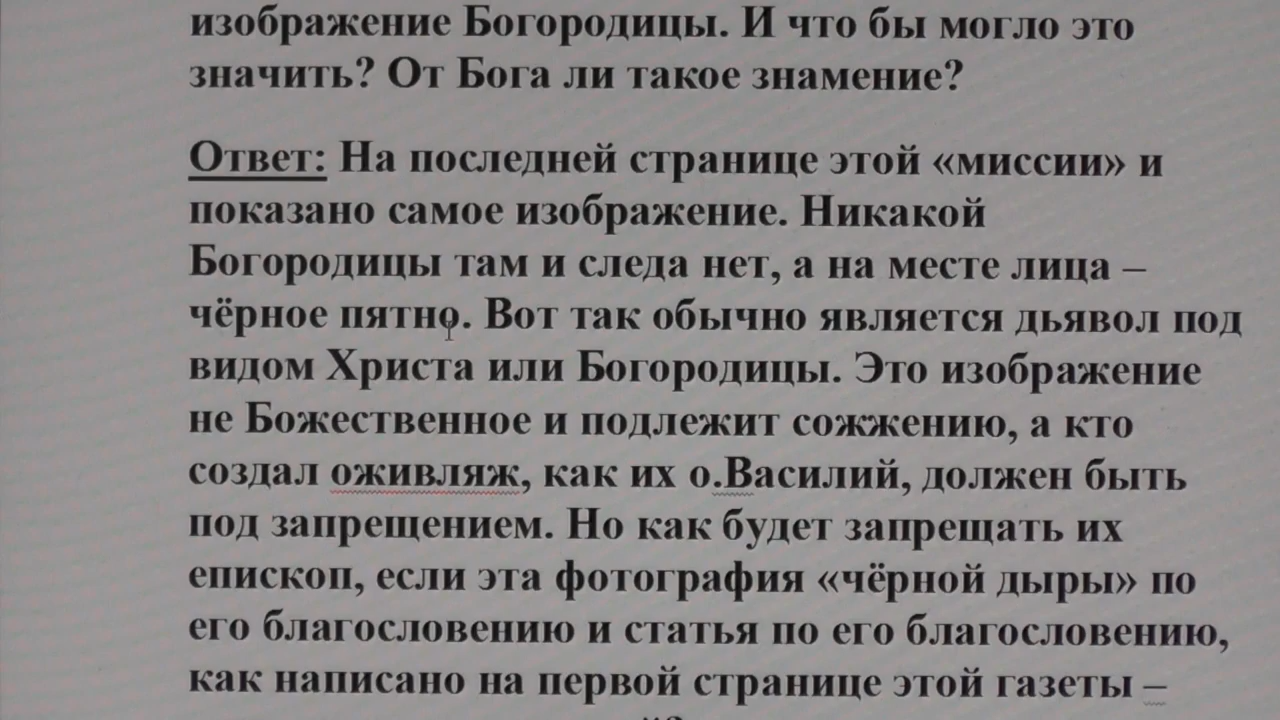 изображение Богородицы. И что бы могло это
значить? От Бога ли такое знамение?
Ответ: На последней странице этой «миссии» и
показано самое изображение. Никакой
Богородицы там и следа нет, а на месте лица –
чёрное пятно. Вот так обычно является дьявол под
видом Христа или Богородицы. Это изображение
не Божественное и подлежит сожжению, а кто
создал оживляж, как их о.Василий, должен быть
под запрещением. Но как будет запрещать их
епископ, если эта фотография «чёрной дыры» по
его благословению и статья по его благословению,
как написано на первой странице этой газеты –